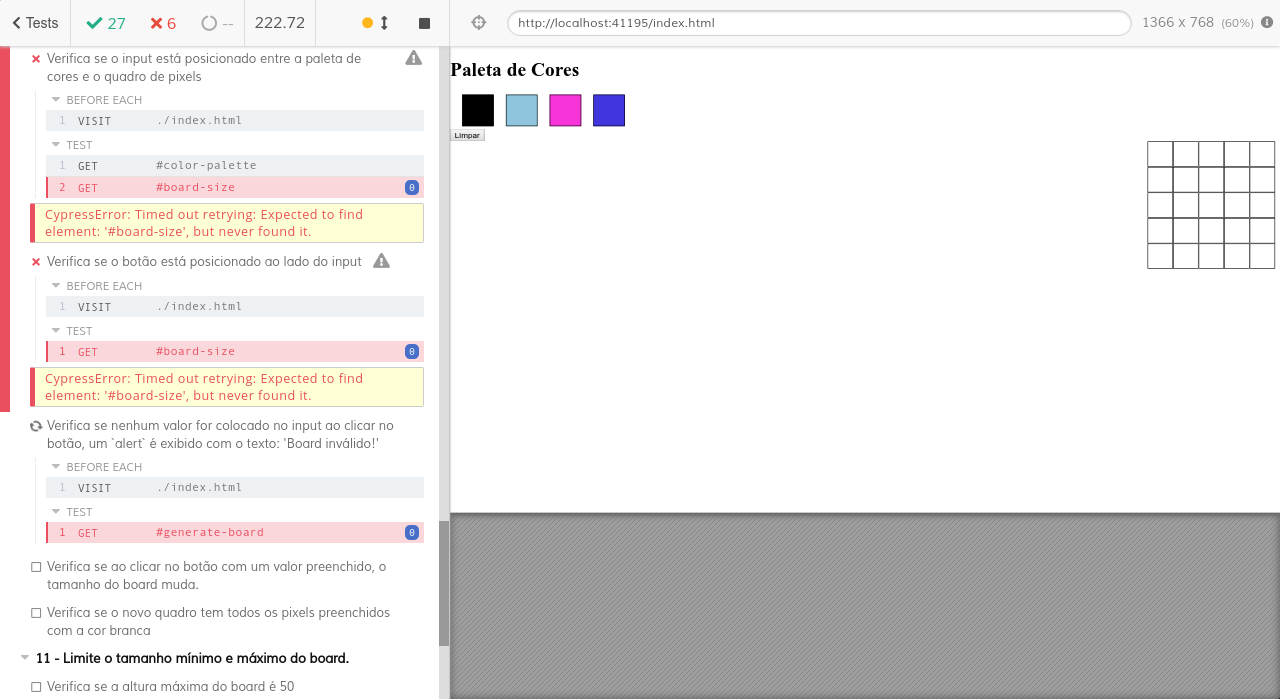 Tests
27
6
--
222.72
http://localhost:41195/index.html
1366 x 768 (60%)
Verifica se o input está posicionado entre a paleta de
cores e o quadro de pixels
BEFORE EACH
1 VISIT ./index.html
TEST
1 GET #color-palette
2 GET #board-size 0
CypressError: Timed out retrying: Expected to find
element: '#board-size', but never found it.
Verifica se o botão está posicionado ao lado do input
BEFORE EACH
1 VISIT ./index.html
TEST
1 GET #board-size 0
CypressError: Timed out retrying: Expected to find
element: '#board-size', but never found it.
Verifica se nenhum valor for colocado no input ao clicar no
botão, um `alert` é exibido com o texto: 'Board inválido!'
BEFORE EACH
1 VISIT ./index.html
TEST
1 GET #generate-board 0
Verifica se ao clicar no botão com um valor preenchido, o
tamanho do board muda.
Verifica se o novo quadro tem todos os pixels preenchidos
com a cor branca
11 - Limite o tamanho mínimo e máximo do board.
Verifica se a altura máxima do board é 50
Paleta de Cores
Limpar